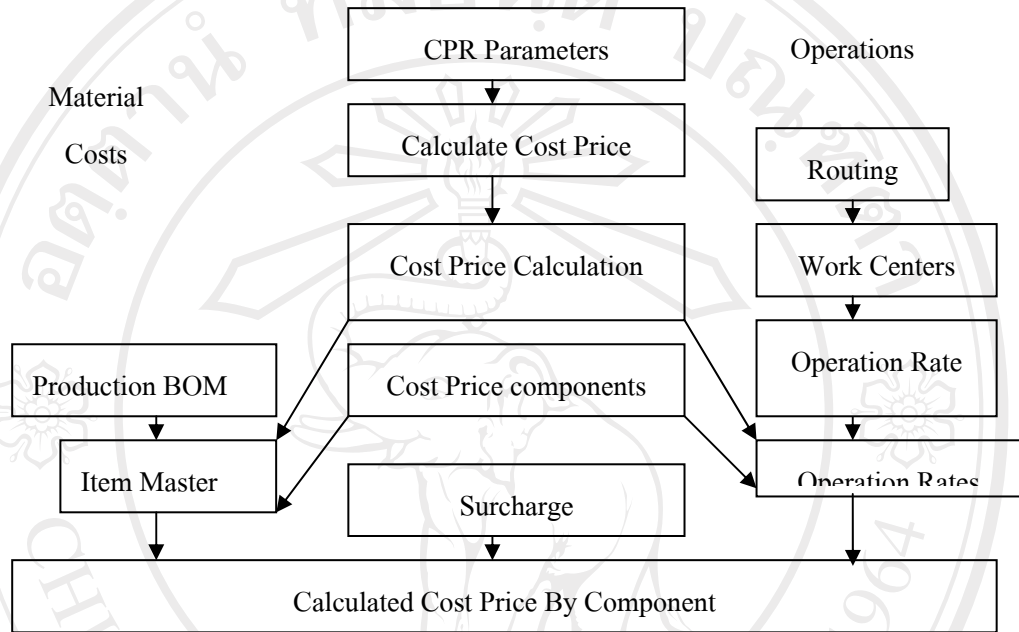 CPR Parameters
Operations
Material
Costs
Calculate Cost Price
Routing
Cost Price Calculation
Work Centers
Production BOM
Cost Price components
Operation Rate
Item Master
Surcharge
Operation Rates
Calculated Cost Price By Component
964